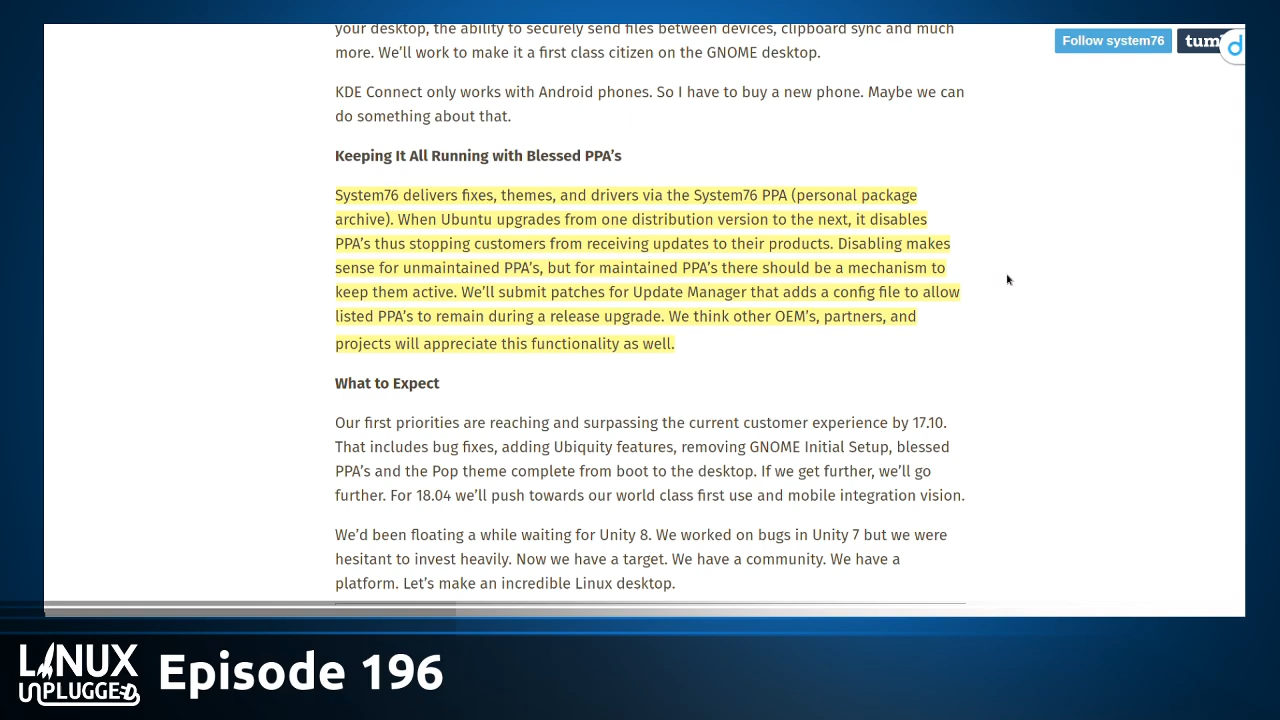 your desktop, the ability to securely send files between devices, clipboard sync and much
more. We'll work to make it a first class citizen on the GNOME desktop.
Follow system76
KDE Connect only works with Android phones. So I have to buy a new phone. Maybe we can
do something about that.
Keeping It All Running with Blessed PPA's
System76 delivers fixes, themes, and drivers via the System76 PPA (personal package
archive). When Ubuntu upgrades from one distribution version to the next, it disables
PPA's thus stopping customers from receiving updates to their products. Disabling makes
sense for unmaintained PPA's, but for maintained PPA's there should be a mechanism to
keep them active. We'll submit patches for Update Manager that adds a config file to allow
listed PPA's to remain during a release upgrade. We think other OEM's, partners, and
projects will appreciate this functionality as well.
What to Expect
Our first priorities are reaching and surpassing the current customer experience by 17.10.
That includes bug fixes, adding Ubiquity features, removing GNOME Initial Setup, blessed
PPA's and the Pop theme complete from boot to the desktop. If we get further, we'll go
further. For 18.04 we'll push towards our world class first use and mobile integration vision.
We'd been floating a while waiting for Unity 8. We worked on bugs in Unity 7 but we were
hesitant to invest heavily. Now we have a target. We have a community. We have a
platform. Let's make an incredible Linux desktop.
LINUX
UNPLUGGED
Episode 196